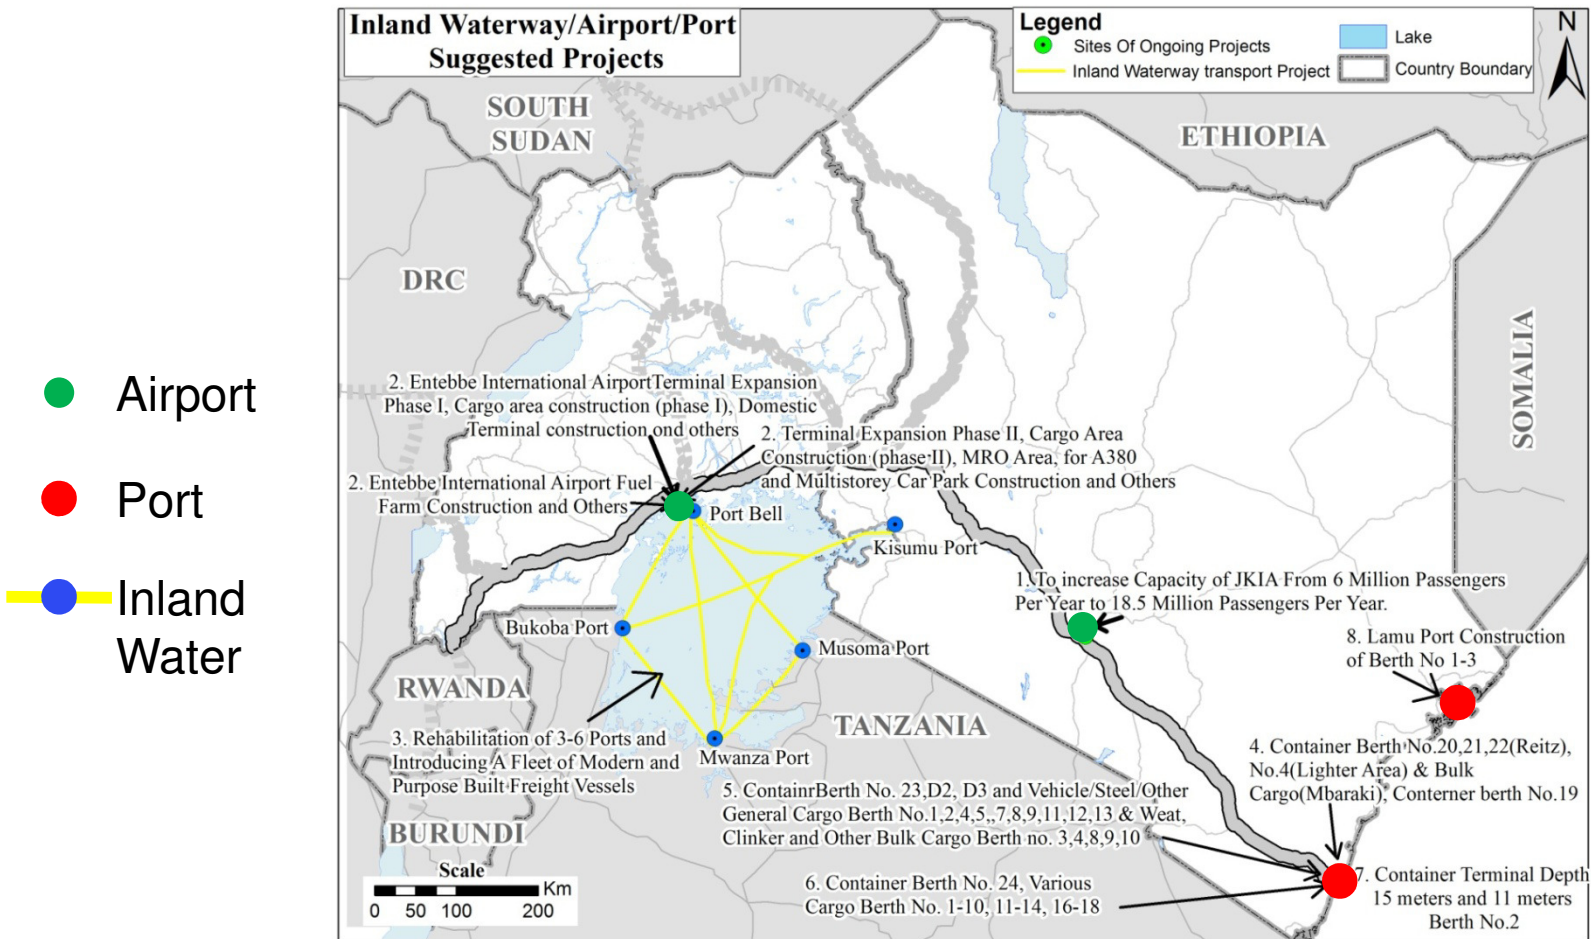 Inland Waterway/Airport/Port
Suggested Projects
Legend
Sites Of Ongoing Projects
Inland Waterway transport Project
Lake
Country Boundary
N
SOUTH
SUDAN
ETHIOPIA
DRC
SOMALIA
Airport
Port
Inland
Water
2. Entebbe International AirportTerminal Expansion
Phase I, Cargo area construction (phase I), Domestic
Terminal construction ond others
2. Terminal Expansion Phase II, Cargo Area
Construction (phase II), MRO Area, for A380
and Multistorey Car Park Construction and Others
2. Entebbe International Airport Fuel
Farm Construction and Others
Port Bell
Kisumu Port
1. To increase Capacity of JKIA From 6 Million Passengers
Per Year to 18.5 Million Passengers Per Year.
Bukoba Port
Musoma Port
8. Lamu Port Construction
of Berth No 1-3
RWANDA
TANZANIA
3. Rehabilitation of 3-6 Ports and
Introducing A Fleet of Modern and
Purpose Built Freight Vessels
Mwanza Port
4. Container Berth No.20,21,22(Reitz),
No.4(Lighter Area) & Bulk
Cargo(Mbaraki), Conterner berth No.19
5. ContainrBerth No. 23,D2, D3 and Vehicle/Steel/Other
General Cargo Berth No.1,2,4,5,,7,8,9,11,12,13 & Weat,
Clinker and Other Bulk Cargo Berth no. 3,4,8,9,10
BURUNDI
6. Container Berth No. 24, Various
Cargo Berth No. 1-10, 11-14, 16-18
7. Container Terminal Depth
15 meters and 11 meters
Berth No.2
Scale
Km
0 50 100 200